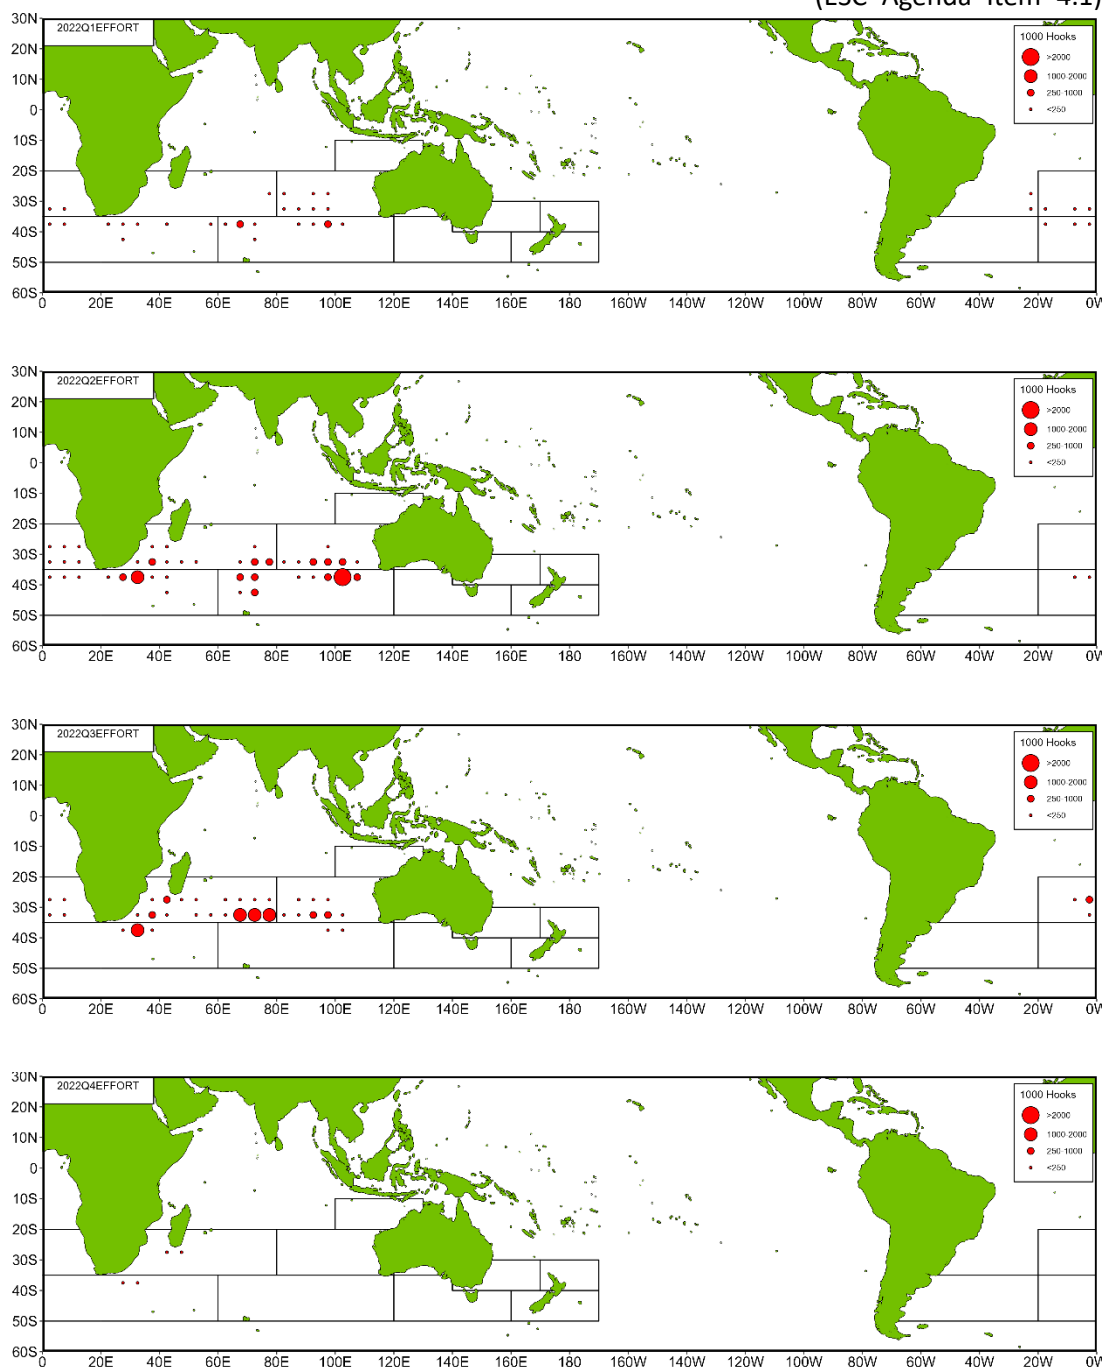 (ESC Agenda item 4.1)
30N
2022Q1EFFORT
1000 Hooks
>2000
20N
1000-2000
10N
250-1000
0
<250
10S
20S
30S
40S
50S
60S
0 20E 40E 60E 80E 100E 120E 140E 160E 180 160W 140W 120W 100W 80W 60W 40W 20W 0W
30N
2022Q2EFFORT
1000 Hooks
>2000
20N
1000-2000
10N
250-1000
0
<250
10S
20S
30S
40S
50S
60S
0 20E 40E 60E 80E 100E 120E 140E 160E 180 160W 140W 120W 100W 80W 60W 40W 20W 0W
30N
2022Q3EFFORT
1000 Hooks
>2000
20N
1000-2000
10N
250-1000
0
<250
10S
20S
30S
40S
50S
60S
0 20E 40E 60E 80E 100E 120E 140E 160E 180 160W 140W 120W 100W 80W 60W 40W 20W 0W
30N
2022Q4EFFORT
1000 Hooks
>2000
20N
1000-2000
10N
250-1000
0
<250
10S
20S
30S
40S
50S
60S
0 20E 40E 60E 80E 100E 120E 140E 160E 180 160W 140W 120W 100W 80W 60W 40W 20W 0W